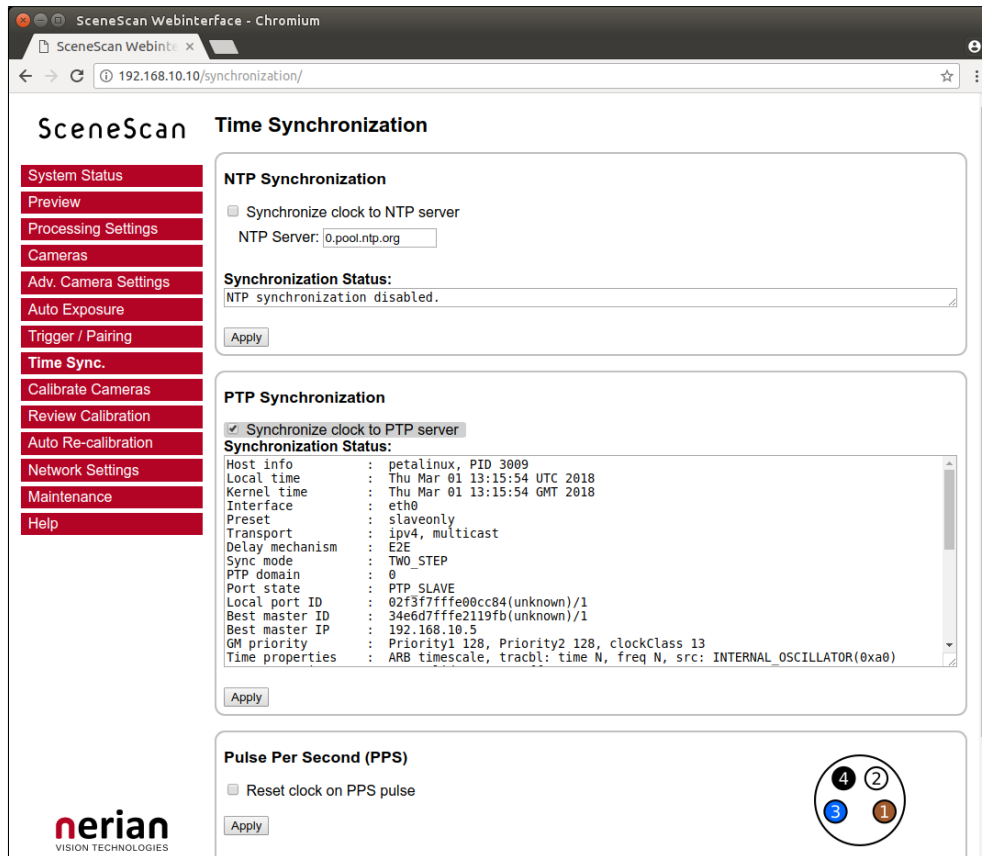 SceneScan Webinterface - Chromium
SceneScan Webinte
192.168.10.10/synchronization/
SceneScan
System Status
Preview
Processing Settings
Cameras
Adv. Camera Settings
Auto Exposure
Trigger / Pairing
Time Sync.
Calibrate Cameras
Review Calibration
Auto Re-calibration
Network Settings
Maintenance
Help
nerian
VISION TECHNOLOGIES
Time Synchronization
NTP Synchronization
Synchronize clock to NTP server
NTP Server: 0.pool.ntp.org
Synchronization Status:
NTP synchronization disabled.
Apply
PTP Synchronization
Synchronize clock to PTP server
Synchronization Status:
Host info : petalinux, PID 3009
Local time : Thu Mar 01 13:15:54 UTC 2018
Kernel time : Thu Mar 01 13:15:54 GMT 2018
Interface : eth0
Preset : slaveonly
Transport : ipv4, multicast
Delay mechanism : E2E
Sync mode : TWO_STEP
PTP domain : 0
Port state : PTP_SLAVE
Local port ID : 02f3f7fffe00cc84(unknown)/1
Best master ID : 34e6d7fffe2119fb(unknown)/1
Best master IP : 192.168.10.5
GM priority : Priority1 128, Priority2 128, clockClass 13
Time properties : ARB timescale, tracbl: time N, freq N, src: INTERNAL_OSCILLATOR(0xa0)
Apply
Pulse Per Second (PPS)
Reset clock on PPS pulse
Apply
4 2
3 1